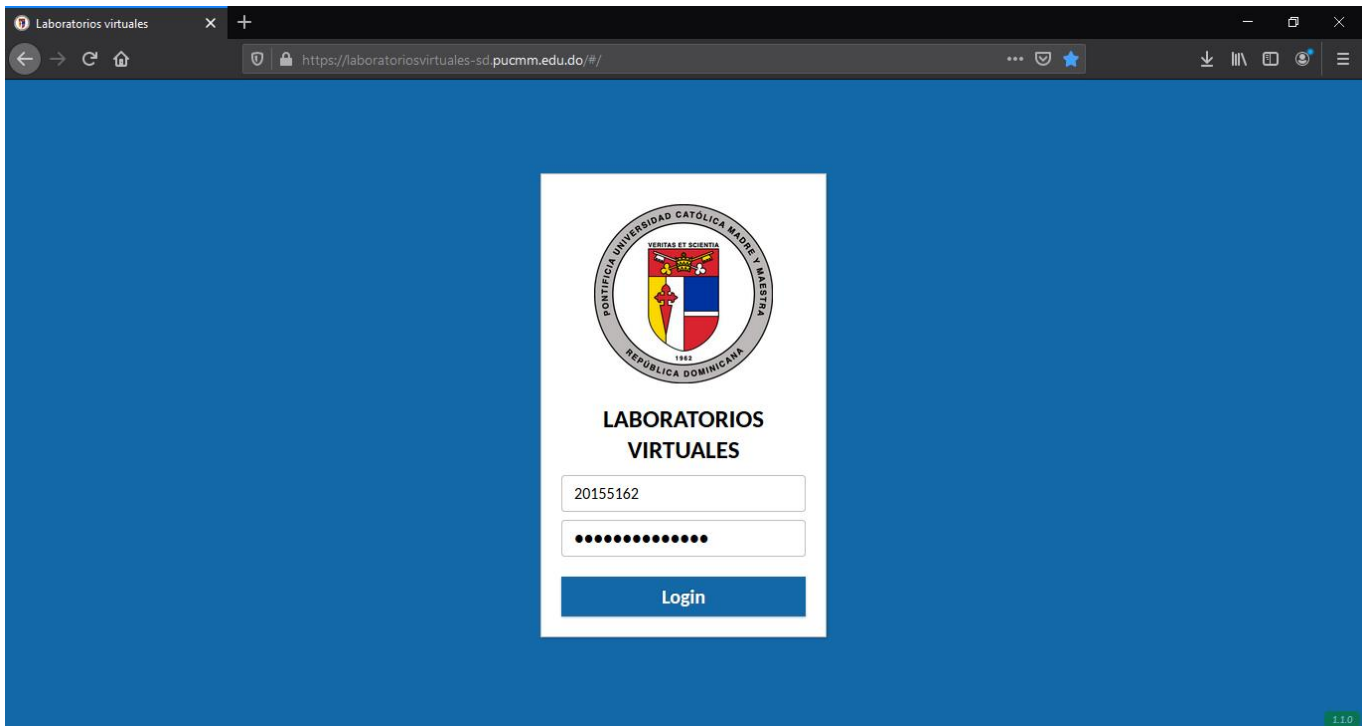 Laboratorios virtuales
https://laboratoriosvirtuales-sd.pucmm.edu.do/#/
PONTIFICIA UNIVERSIDAD CATÓLICA MADRE Y MAESTRA
VERITAS ET SCIENTIA
1962
REPÚBLICA DOMINICANA
LABORATORIOS
VIRTUALES
20155162
••••••••••••••
Login
1.1.0